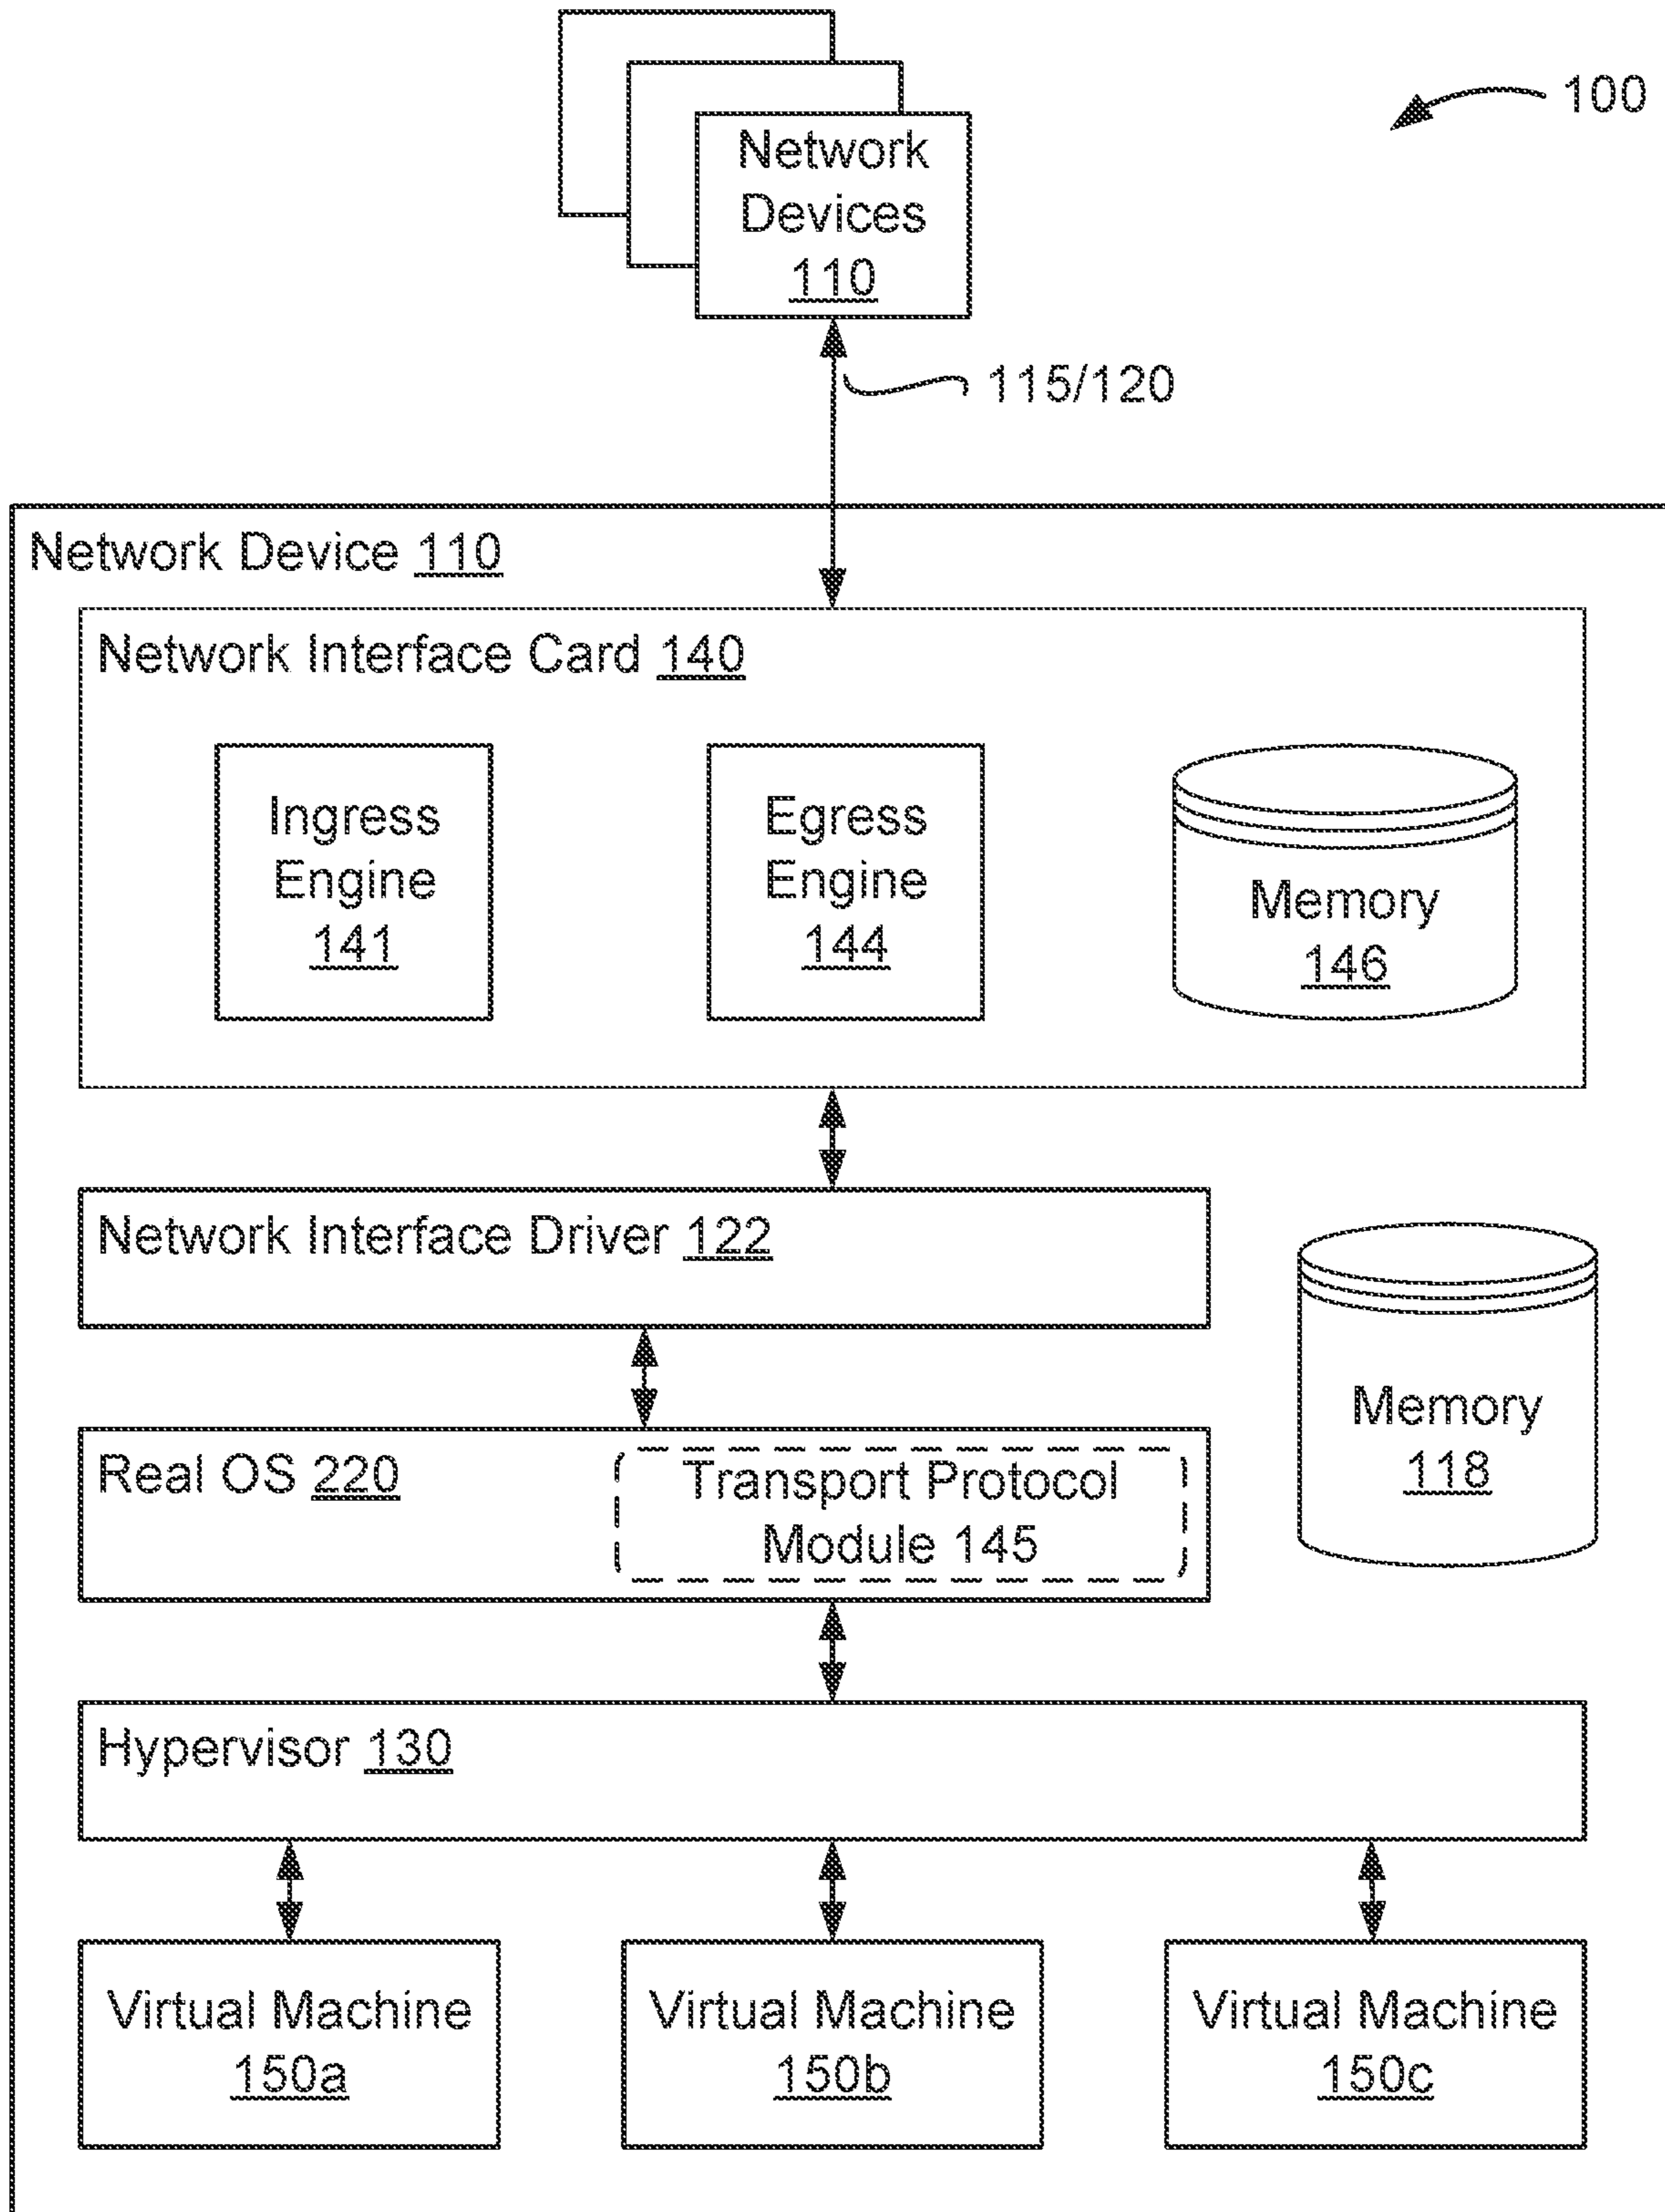 100
Network
Devices
110
115/120
Network Device 110
Network Interface Card 140
Ingress
Engine
141
Egress
Engine
144
Memory
146
Network Interface Driver 122
Memory
118
Real OS 220
Transport Protocol
Module 145
Hypervisor 130
Virtual Machine
150a
Virtual Machine
150b
Virtual Machine
150c